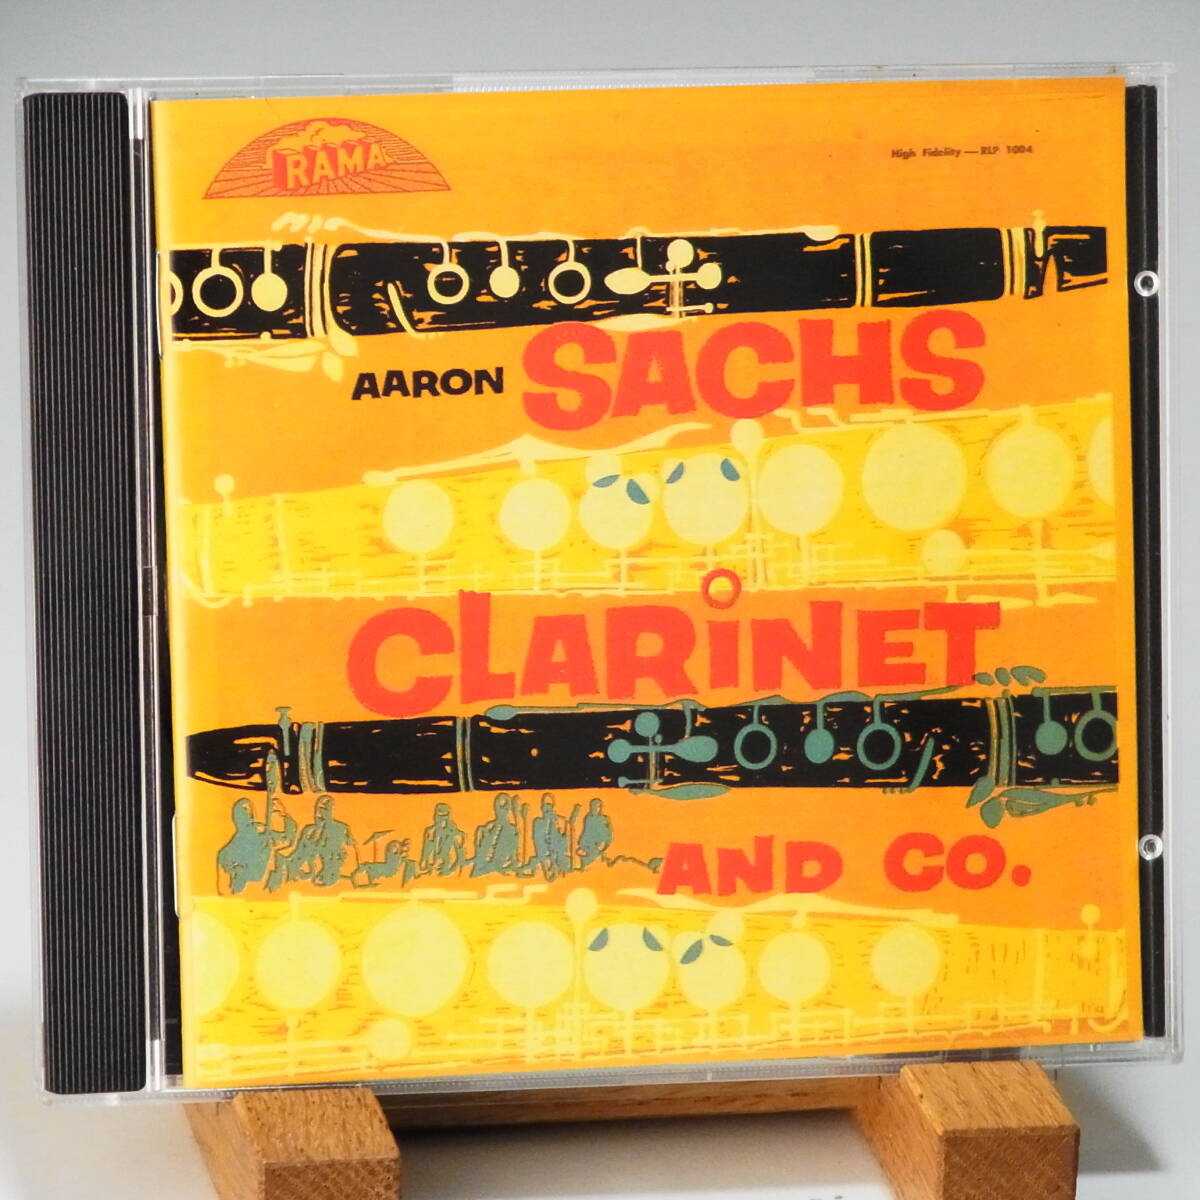 RAMA
High Fidelity — RLP 1004
AARON SACHS
CLARiNET
AND CO.